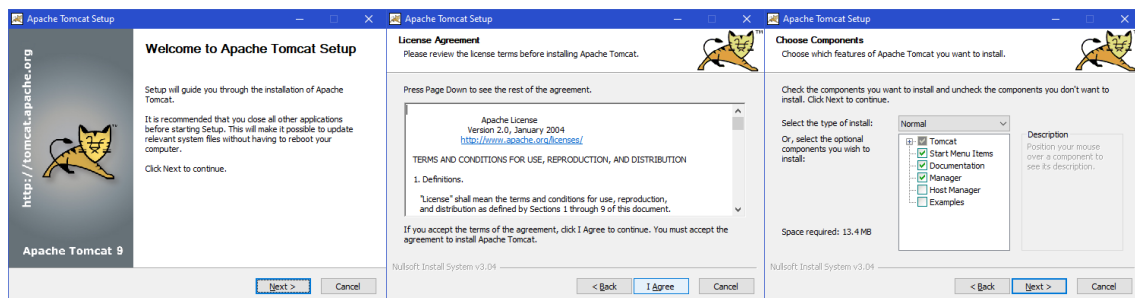 Apache Tomcat Setup
http://tomcat.apache.org
Apache Tomcat 9
Welcome to Apache Tomcat Setup
Setup will guide you through the installation of Apache
Tomcat.
It is recommended that you close all other applications
before starting Setup. This will make it possible to update
relevant system files without having to reboot your
computer.
Click Next to continue.
Next >
Cancel
Apache Tomcat Setup
License Agreement
Please review the license terms before installing Apache Tomcat.
TM
Press Page Down to see the rest of the agreement.
Apache License
Version 2.0, January 2004
http://www.apache.org/licenses/
TERMS AND CONDITIONS FOR USE, REPRODUCTION, AND DISTRIBUTION
1. Definitions.
"License" shall mean the terms and conditions for use, reproduction,
and distribution as defined by Sections 1 through 9 of this document.
If you accept the terms of the agreement, click I Agree to continue. You must accept the
agreement to install Apache Tomcat.
Nullsoft Install System v3.04
< Back
I Agree
Cancel
Apache Tomcat Setup
Choose Components
Choose which features of Apache Tomcat you want to install.
TM
Check the components you want to install and uncheck the components you don't want to
install. Click Next to continue.
Select the type of install:
Normal
Or, select the optional
components you wish to
install:
Tomcat
Start Menu Items
Documentation
Manager
Host Manager
Examples
Description
Position your mouse
over a component to
see its description.
Space required: 13.4 MB
Nullsoft Install System v3.04
< Back
Next >
Cancel